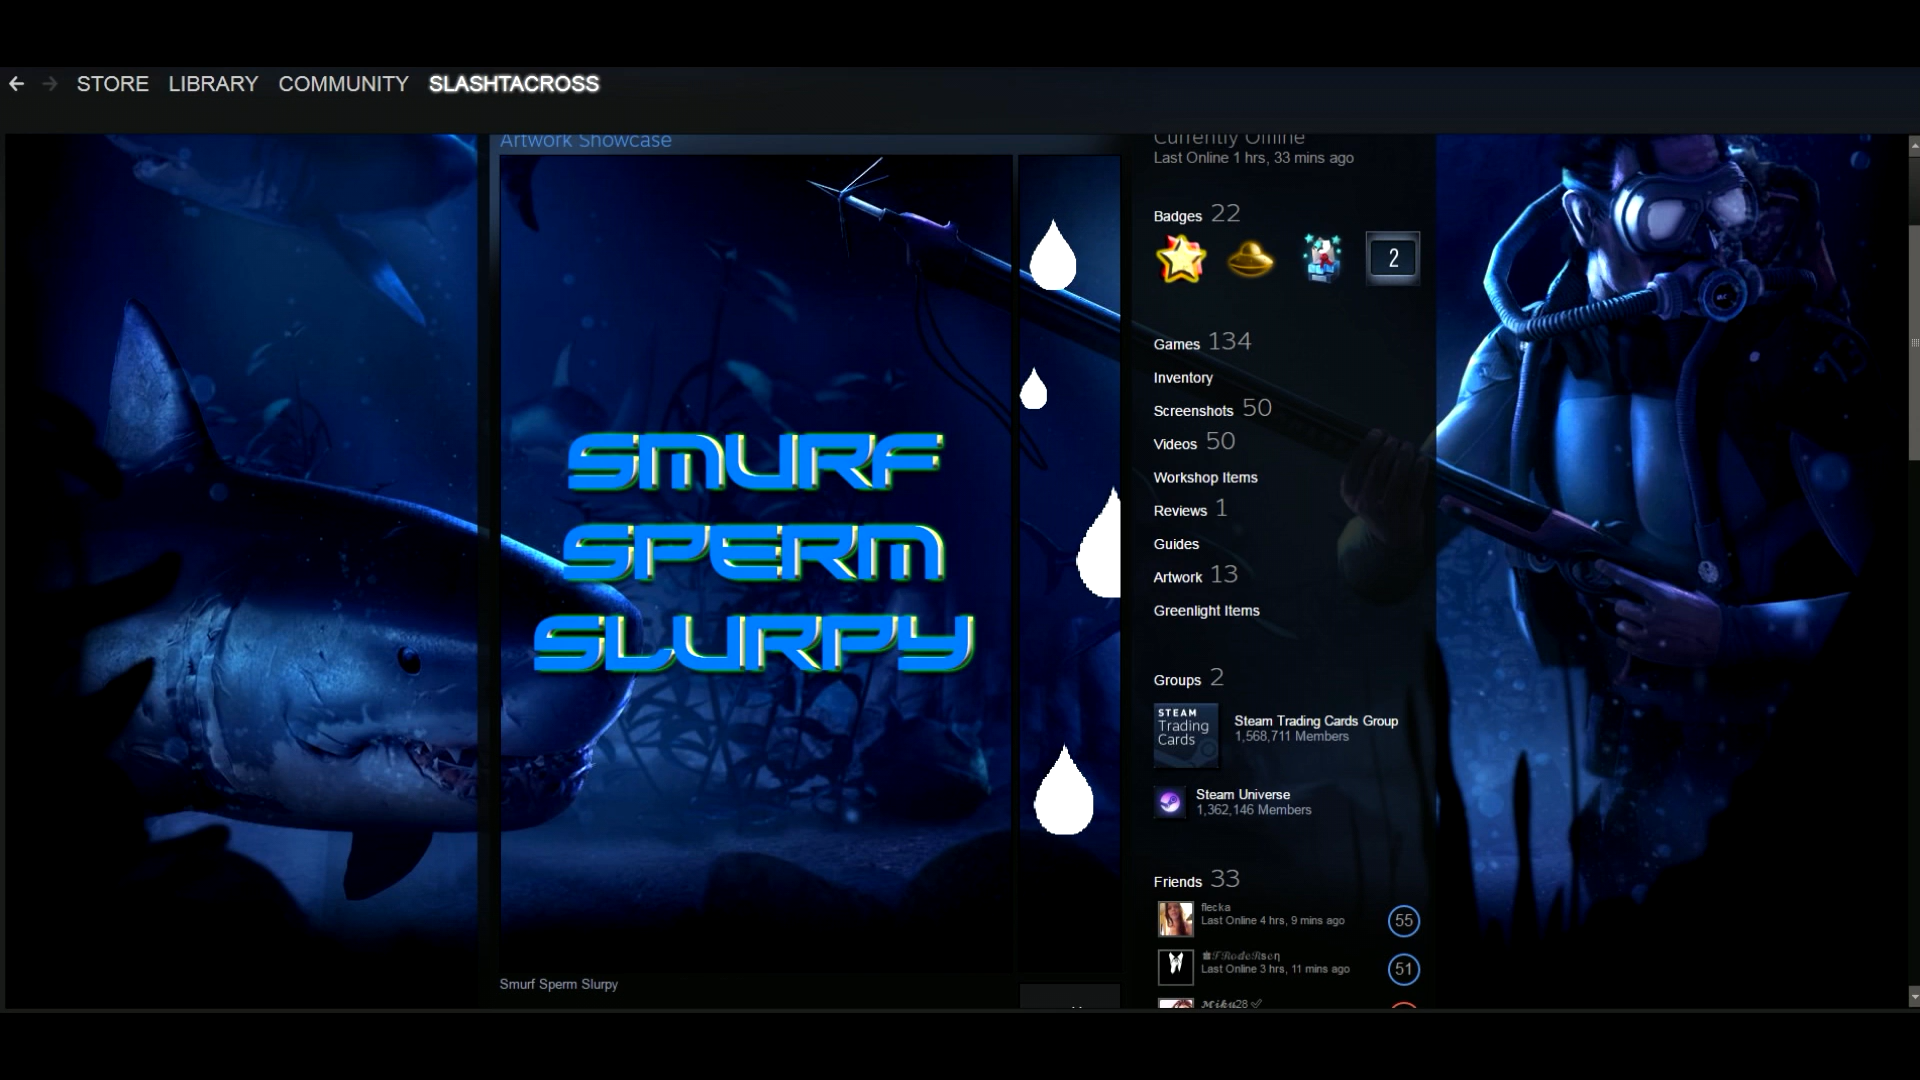 STORE LIBRARY COMMUNITY SLASHTACROSS
Artwork Showcase
SMURF
SPERM
SLURPY
Smurf Sperm Slurpy
Currently Offline
Last Online 1 hrs, 33 mins ago
Badges 22
2
Games 134
Inventory
Screenshots 50
Videos 50
Workshop Items
Reviews 1
Guides
Artwork 13
Greenlight Items
Groups 2
STEAM
Trading
Cards
Steam Trading Cards Group
1,568,711 Members
Steam Universe
1,362,146 Members
Friends 33
flecka
Last Online 4 hrs, 9 mins ago
55
Last Online 3 hrs, 11 mins ago
51
𝓜𝓲𝓴𝓾28 ✓